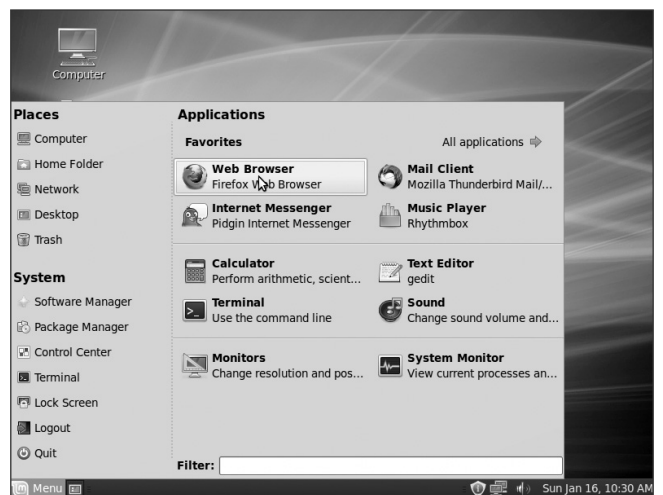 Computer
Places
Computer
Home Folder
Network
Desktop
Trash
System
Software Manager
Package Manager
Control Center
Terminal
Lock Screen
Logout
Quit
Applications
Favorites
All applications
Web Browser
Firefox Web Browser
Mail Client
Mozilla Thunderbird Mail/...
Internet Messenger
Pidgin Internet Messenger
Music Player
Rhythmbox
Calculator
Perform arithmetic, scient...
Text Editor
gedit
Terminal
Use the command line
Sound
Change sound volume and...
Monitors
Change resolution and pos...
System Monitor
View current processes an...
Filter:
Menu
Sun Jan 16, 10:30 AM